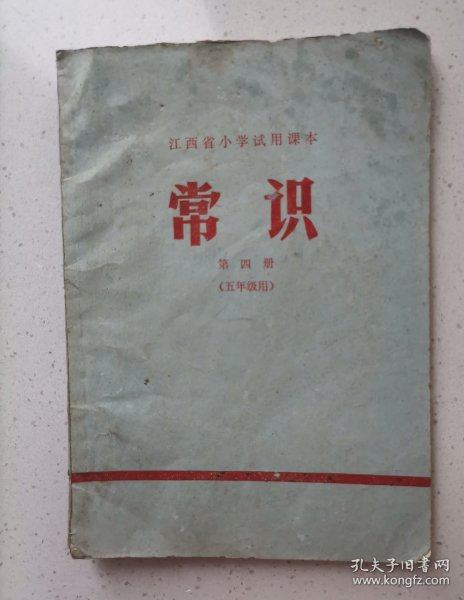 江西省小学试用课本
常识
第四册
(五年级用)
孔夫子旧书网
www.kongfz.com